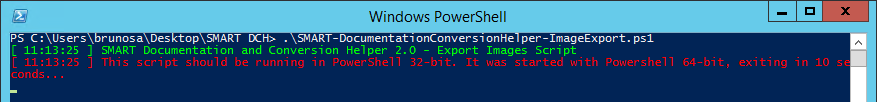 Windows PowerShell
PS C:\Users\brunosa\Desktop\SMART DCH> .\SMART-DocumentationConversionHelper-ImageExport.ps1
[ 11:13:25 ] SMART Documentation and Conversion Helper 2.0 - Export Images Script
[ 11:13:25 ] This script should be running in PowerShell 32-bit. It was started with Powershell 64-bit, exiting in 10 se
conds...